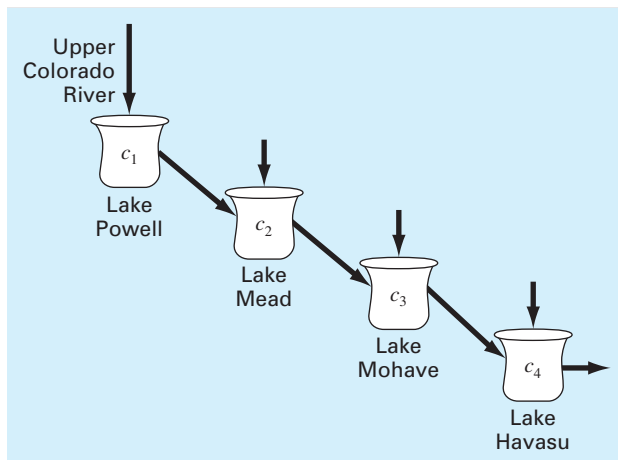 Upper
Colorado
River
c1
Lake
Powell
c2
Lake
Mead
c3
Lake
Mohave
c4
Lake
Havasu